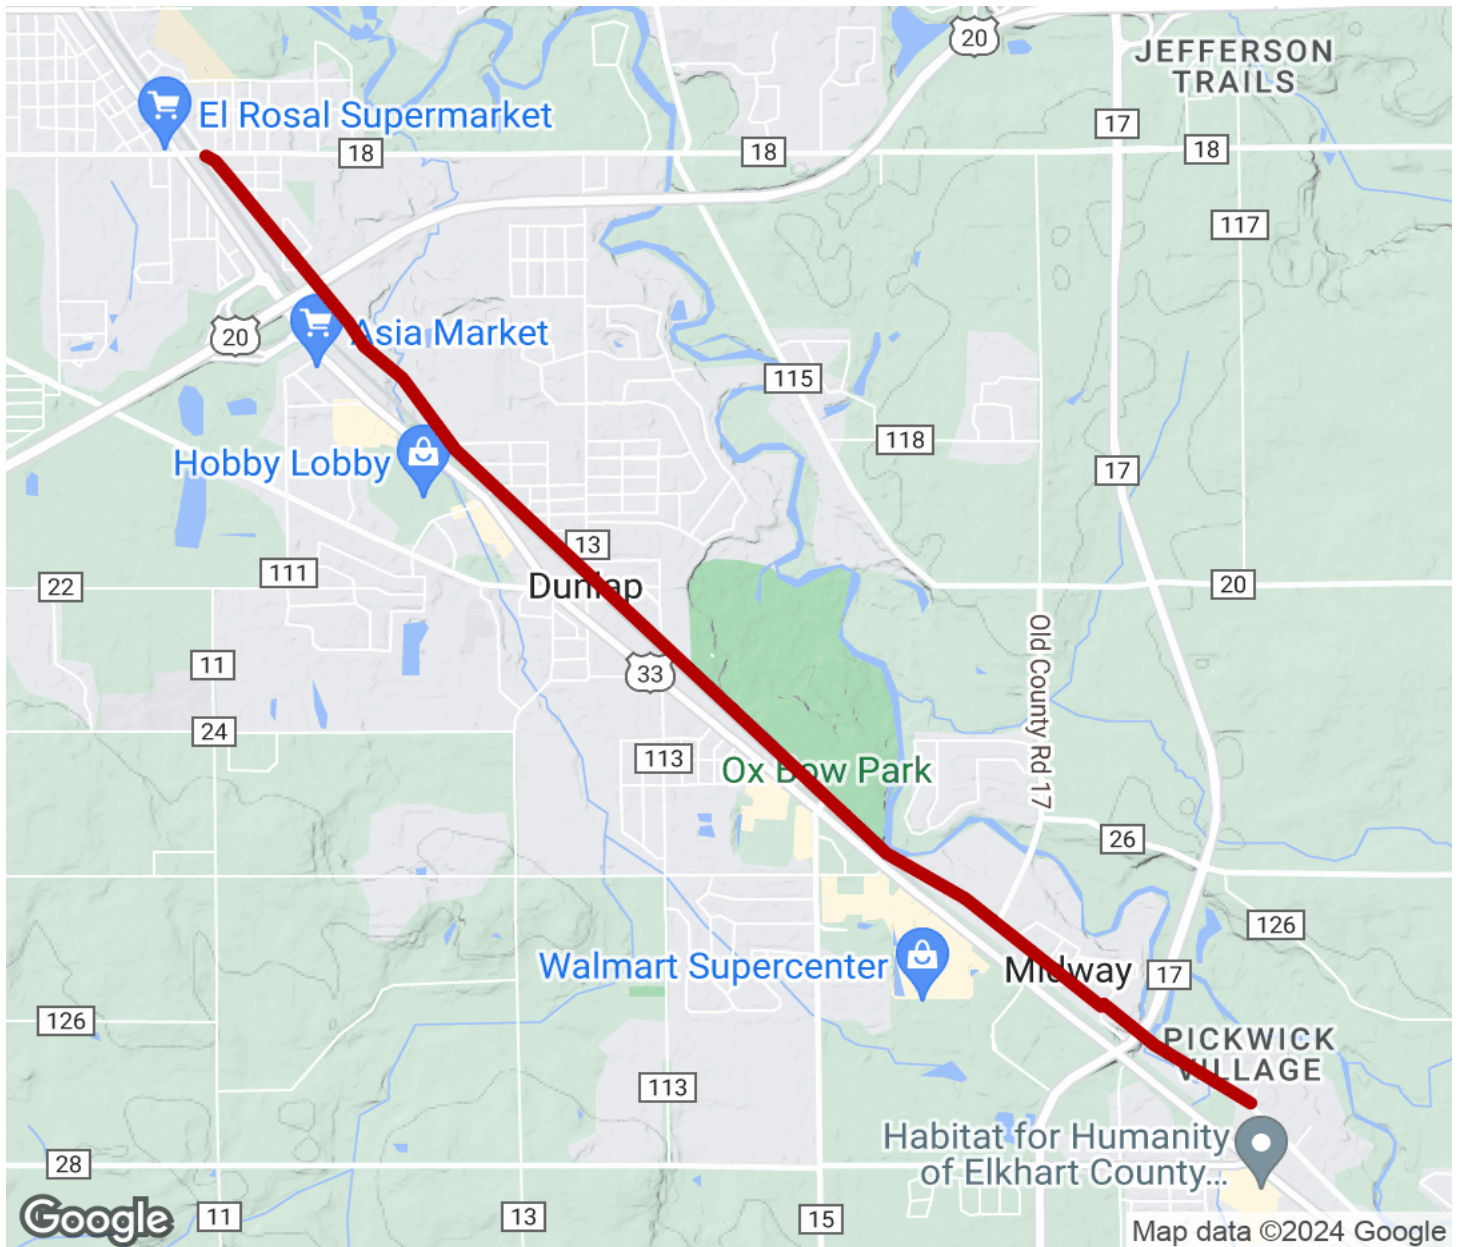 20
JEFFERSON
TRAILS
El Rosal Supermarket
17
18
18
18
117
20
Asia Market
115
118
Hobby Lobby
17
13
111
22
Dunlap
20
Old County Rd 17
11
33
24
113
Ox Bow Park
26
126
Walmart Supercenter
Midway
17
126
PICKWICK
VILLAGE
113
Habitat for Humanity
of Elkhart County...
28
Google
11
13
15
Map data ©2024 Google